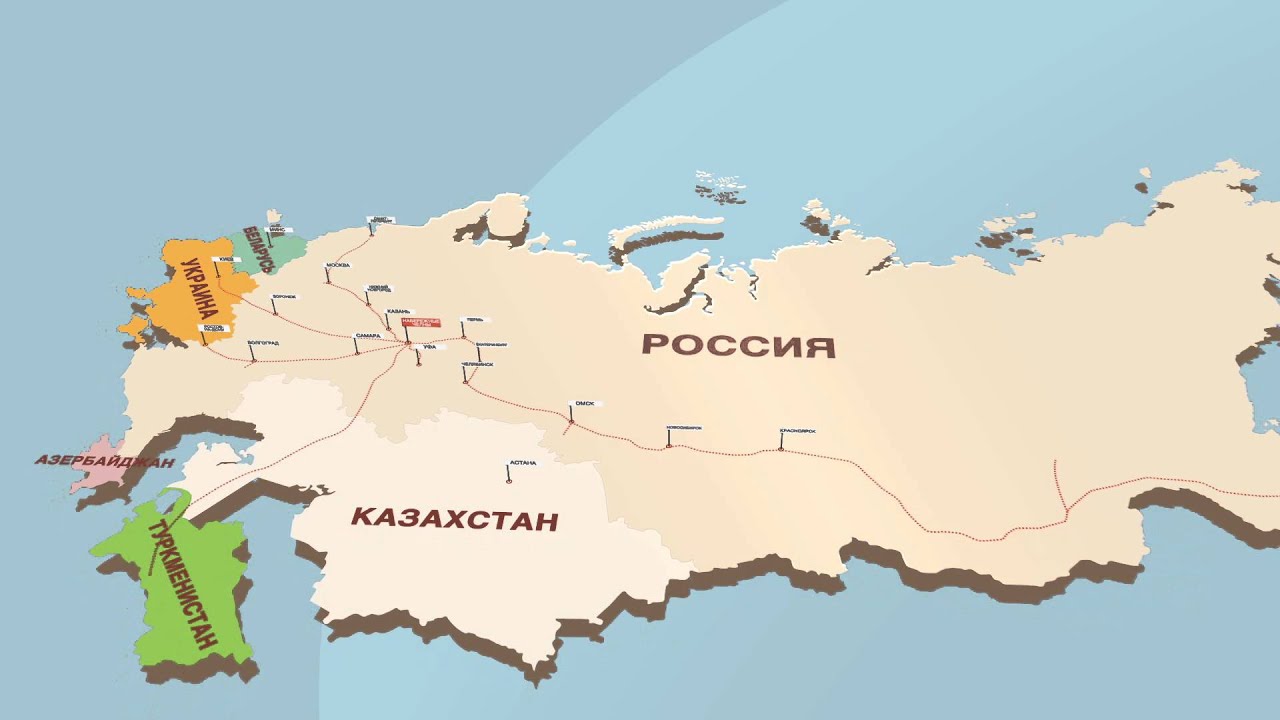 САНКТ-
ПЕТЕРБУРГ
МИНСК
БЕЛАРУСЬ
КИЕВ
УКРАИНА
МОСКВА
НИЖНИЙ
НОВГОРОД
ВОРОНЕЖ
КАЗАНЬ
НАБЕРЕЖНЫЕ
ЧЕЛНЫ
ПЕРМЬ
РОСТОВ-
НА-ДОНУ
ВОЛГОГРАД
САМАРА
УФА
ЕКАТЕРИНБУРГ
РОССИЯ
ЧЕЛЯБИНСК
ОМСК
НОВОСИБИРСК
КРАСНОЯРСК
АЗЕРБАЙДЖАН
АСТАНА
КАЗАХСТАН
ТУРКМЕНИСТАН